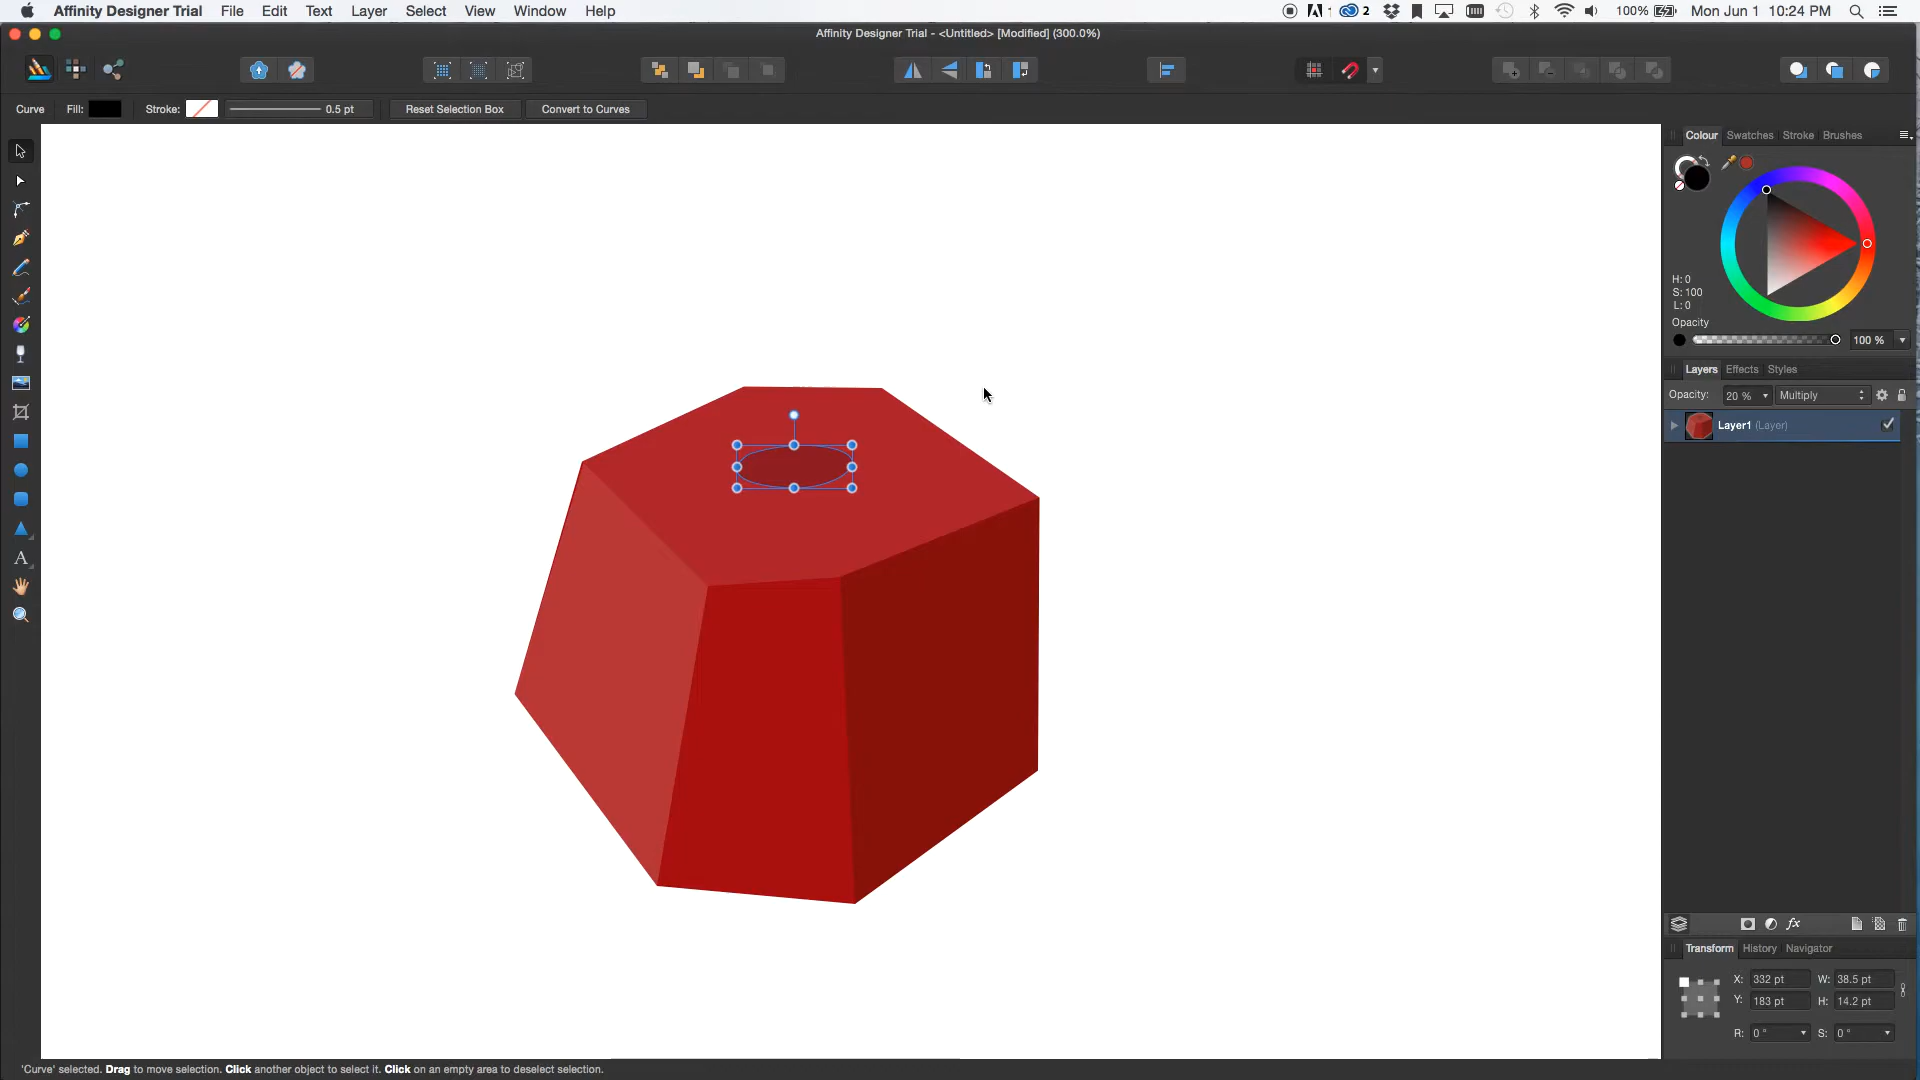 Affinity Designer Trial File Edit Text Layer Select View Window Help 1 2 100% Mon Jun 1 10:24 PM
Affinity Designer Trial - <Untitled> [Modified] (300.0%)
Curve Fill: Stroke: 0.5 pt Reset Selection Box Convert to Curves
Colour Swatches Stroke Brushes
H: 0
S: 100
L: 0
Opacity
100 %
Layers Effects Styles
Opacity: 20 % Multiply
Layer1 (Layer)
A
fx
Transform History Navigator
X: 332 pt W: 38.5 pt
Y: 183 pt H: 14.2 pt
R: 0 ° S: 0 °
'Curve' selected. Drag to move selection. Click another object to select it. Click on an empty area to deselect selection.